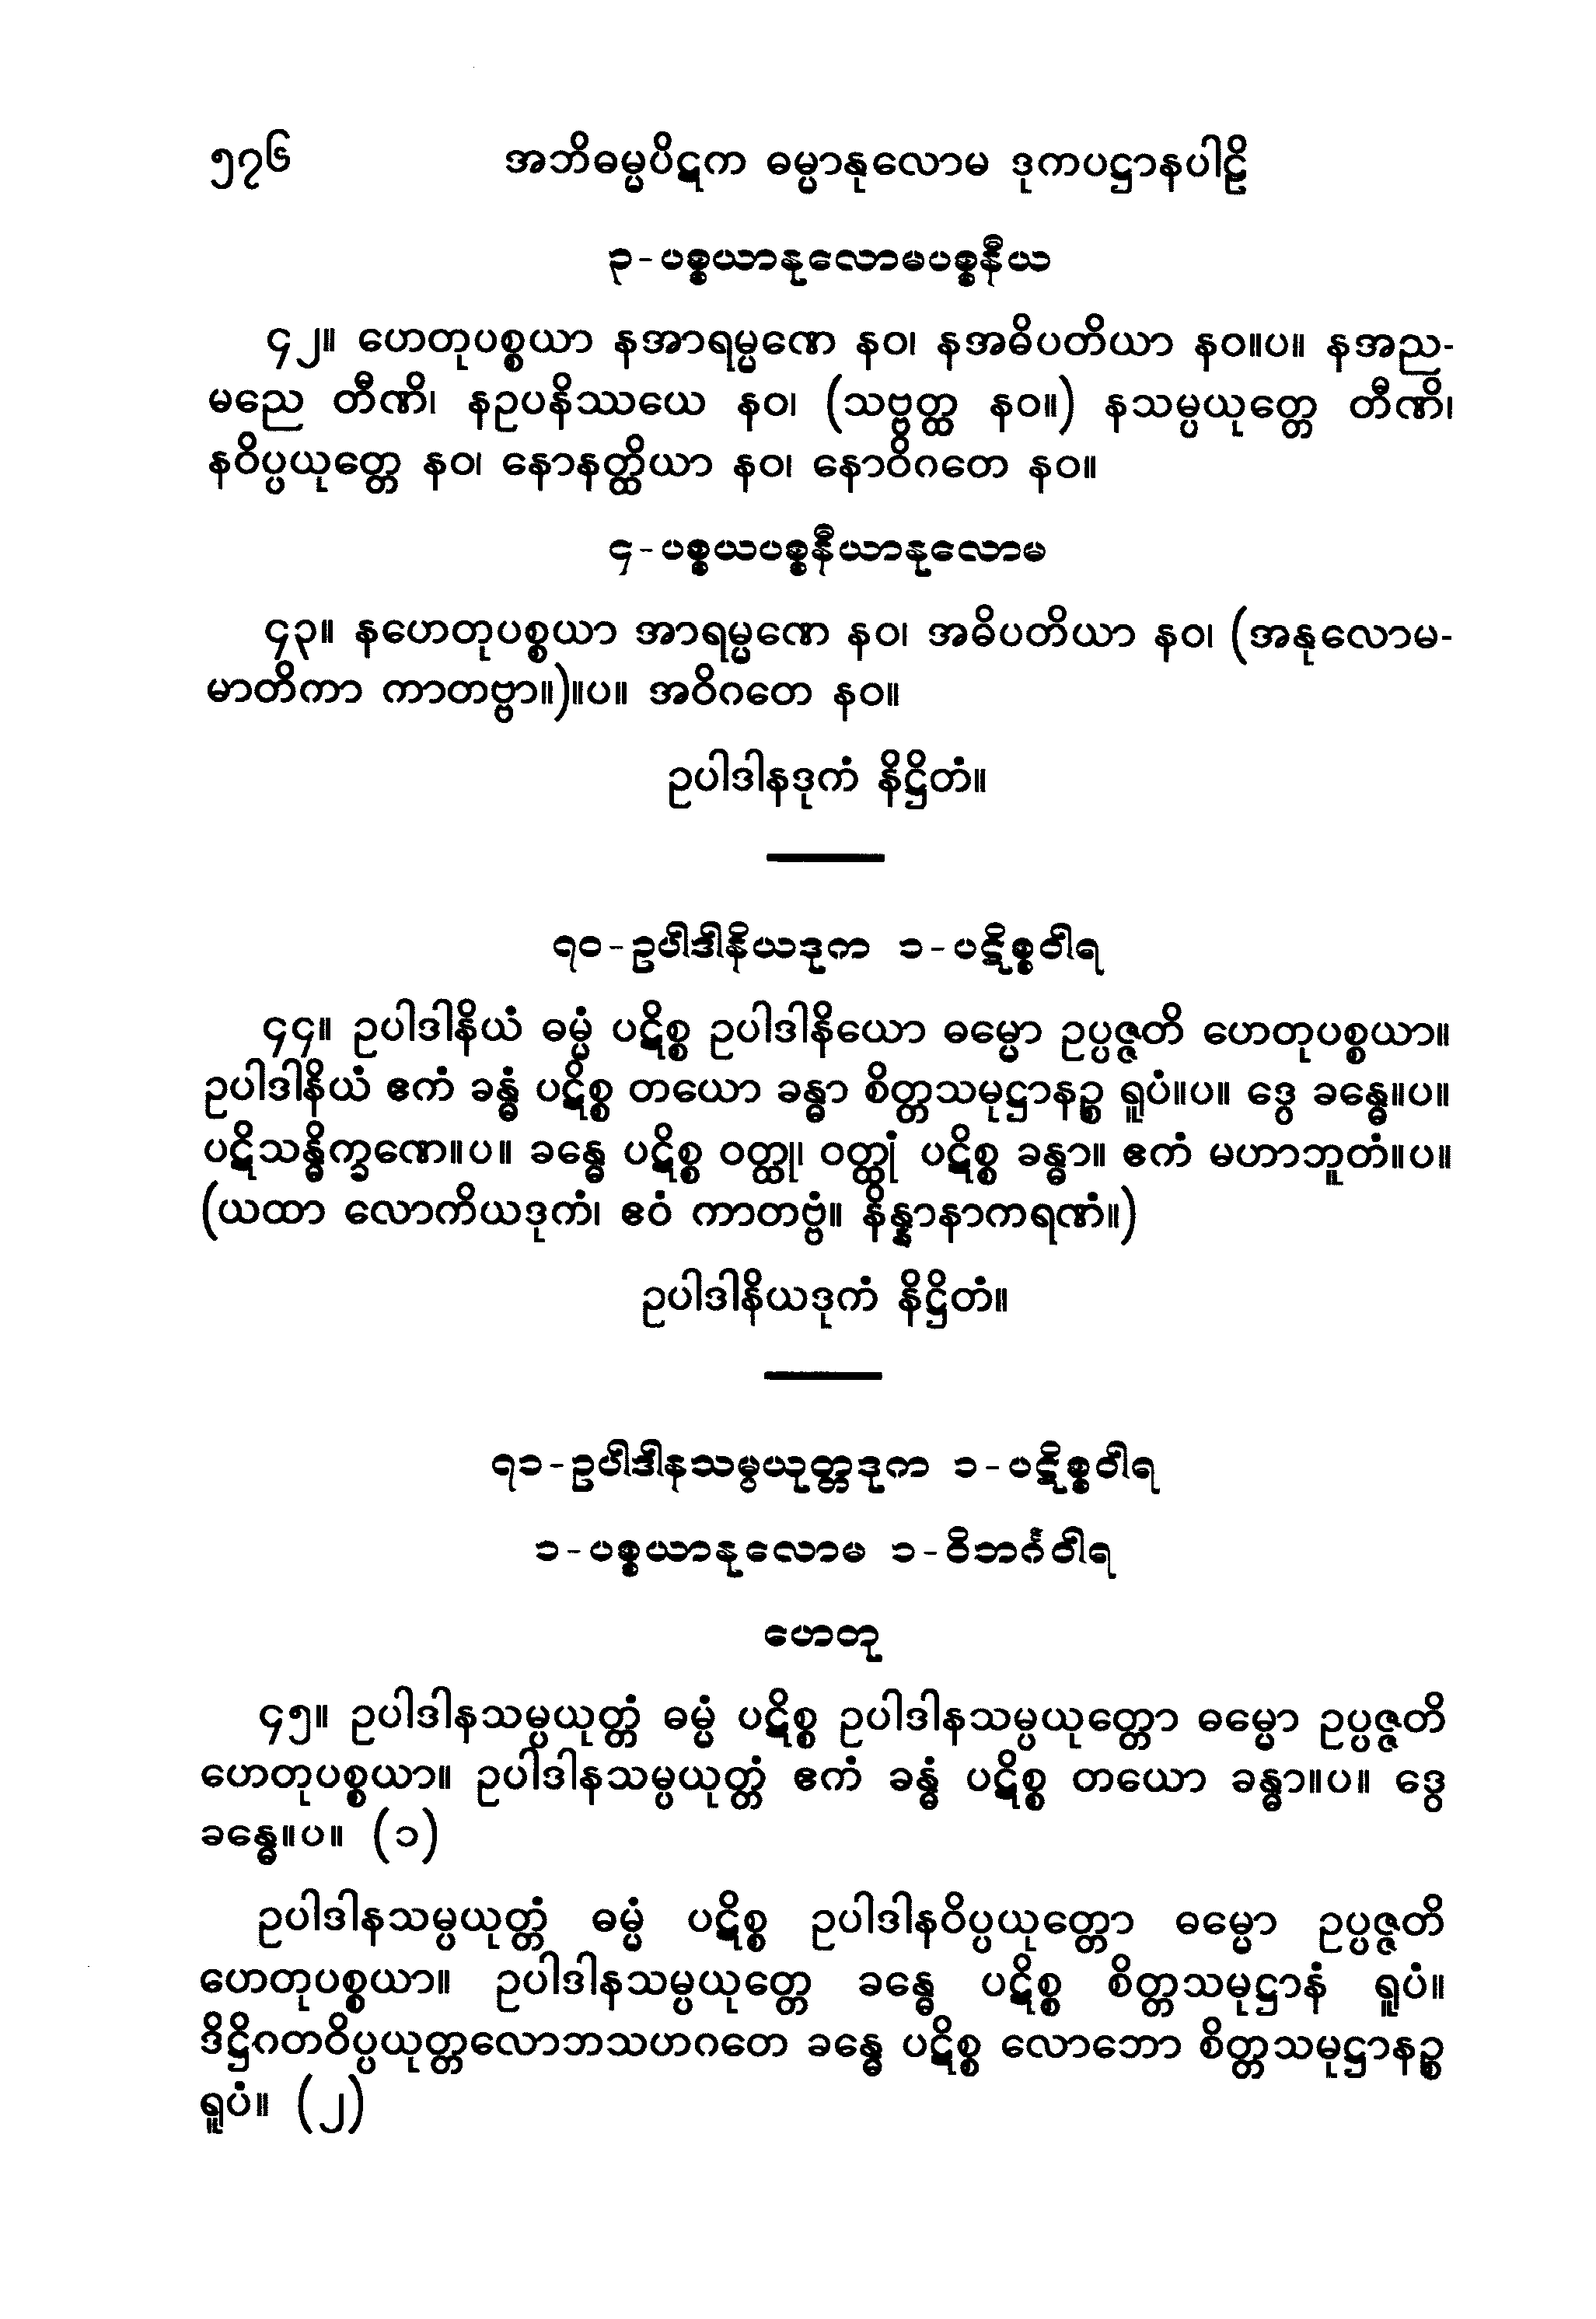 ၅၇၆ အဘိဓမ္မပိဋက ဓမ္မာနုလောမ ဒုကပဋ္ဌာနပါဠိ
၃-ပစ္စယာနုလောမပစ္စနီယ
၄၂။ ဟေတုပစ္စယာ နအာရမ္မဏေ နဝ၊ နအဓိပတိယာ နဝ။ပ။ နအည-
မညေ တီဏိ၊ နဥပနိဿယေ နဝ၊ (သဗ္ဗတ္ထ နဝ။) နသမ္ပယုတ္တေ တီဏိ၊
နဝိပ္ပယုတ္တေ နဝ၊ နောနတ္ထိယာ နဝ၊ နောဝိဂတေ နဝ။
၄-ပစ္စယပစ္စနီယာနုလောမ
၄၃။ နဟေတုပစ္စယာ အာရမ္မဏေ နဝ၊ အဓိပတိယာ နဝ၊ (အနုလောမ-
မာတိကာ ကာတဗ္ဗာ။)။ပ။ အဝိဂတေ နဝ။
ဥပါဒါနဒုကံ နိဋ္ဌိတံ။
၇၀-ဥပါဒါနိယဒုက ၁-ပဋိစ္စဝါရ
၄၄။ ဥပါဒါနိယံ ဓမ္မံ ပဋိစ္စ ဥပါဒါနိယော ဓမ္မော ဥပ္ပဇ္ဇတိ ဟေတုပစ္စယာ။
ဥပါဒါနိယံ ဧကံ ခန္ဓံ ပဋိစ္စ တယော ခန္ဓာ စိတ္တသမုဋ္ဌာနဉ္စ ရူပံ။ပ။ ဒွေ ခန္ဓေ။ပ။
ပဋိသန္ဓိက္ခဏေ။ပ။ ခန္ဓေ ပဋိစ္စ ဝတ္ထု၊ ဝတ္ထုံ ပဋိစ္စ ခန္ဓာ။ ဧကံ မဟာဘူတံ။ပ။
(ယထာ လောကိယဒုကံ၊ ဧဝံ ကာတဗ္ဗံ။ နိန္နာနာကရဏံ။)
ဥပါဒါနိယဒုကံ နိဋ္ဌိတံ။
၇၁-ဥပါဒါနသမ္ပယုတ္တဒုက ၁-ပဋိစ္စဝါရ
၁-ပစ္စယာနုလောမ ၁-ဝိဘင်္ဂဝါရ
ဟေတု
၄၅။ ဥပါဒါနသမ္ပယုတ္တံ ဓမ္မံ ပဋိစ္စ ဥပါဒါနသမ္ပယုတ္တော ဓမ္မော ဥပ္ပဇ္ဇတိ
ဟေတုပစ္စယာ။ ဥပါဒါနသမ္ပယုတ္တံ ဧကံ ခန္ဓံ ပဋိစ္စ တယော ခန္ဓာ။ပ။ ဒွေ
ခန္ဓေ။ပ။ (၁)
ဥပါဒါနသမ္ပယုတ္တံ ဓမ္မံ ပဋိစ္စ ဥပါဒါနဝိပ္ပယုတ္တော ဓမ္မော ဥပ္ပဇ္ဇတိ
ဟေတုပစ္စယာ။ ဥပါဒါနသမ္ပယုတ္တေ ခန္ဓေ ပဋိစ္စ စိတ္တသမုဋ္ဌာနံ ရူပံ။
ဒိဋ္ဌိဂတဝိပ္ပယုတ္တလောဘသဟဂတေ ခန္ဓေ ပဋိစ္စ လောဘော စိတ္တသမုဋ္ဌာနဉ္စ
ရူပံ။ (၂)